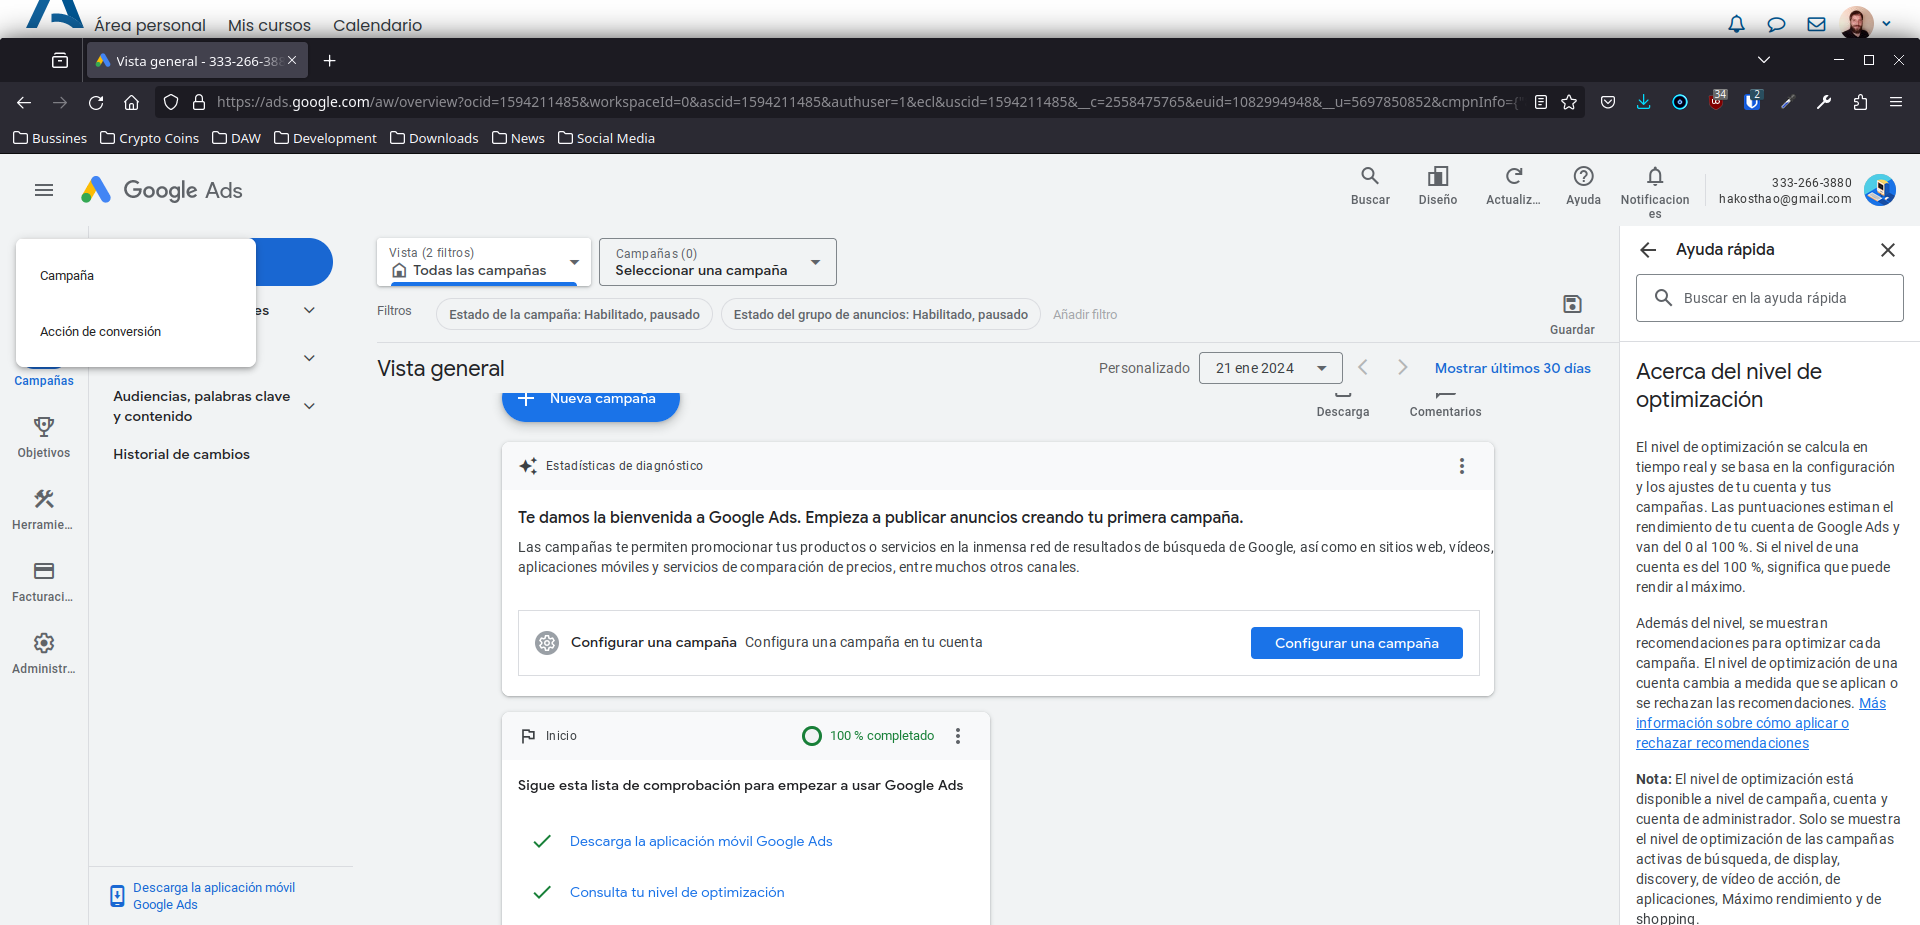 Área personal Mis cursos Calendario
Vista general - 333-266-388
https://ads.google.com/aw/overview?ocid=1594211485&workspaceId=0&ascid=1594211485&authuser=1&ecl&uscid=1594211485&__c=2558475765&euid=1082994948&__u=5697850852&cmpnInfo={"
34
2
Bussines Crypto Coins DAW Development Downloads News Social Media
Google Ads
Buscar Diseño Actualiz... Ayuda Notificaciones
333-266-3880
hakosthao@gmail.com
Campaña
Acción de conversión
es
Campañas
Objetivos
Herramie...
Facturaci...
Administr...
Audiencias, palabras clave
y contenido
Historial de cambios
Descarga la aplicación móvil
Google Ads
Vista (2 filtros)
Todas las campañas
Campañas (0)
Seleccionar una campaña
Filtros
Estado de la campaña: Habilitado, pausado
Estado del grupo de anuncios: Habilitado, pausado
Añadir filtro
Guardar
Vista general
Personalizado
21 ene 2024
Mostrar últimos 30 días
Nueva campaña
Descarga
Comentarios
Estadísticas de diagnóstico
Te damos la bienvenida a Google Ads. Empieza a publicar anuncios creando tu primera campaña.
Las campañas te permiten promocionar tus productos o servicios en la inmensa red de resultados de búsqueda de Google, así como en sitios web, vídeos,
aplicaciones móviles y servicios de comparación de precios, entre muchos otros canales.
Configurar una campaña Configura una campaña en tu cuenta
Configurar una campaña
Inicio
100 % completado
Sigue esta lista de comprobación para empezar a usar Google Ads
Descarga la aplicación móvil Google Ads
Consulta tu nivel de optimización
Ayuda rápida
Buscar en la ayuda rápida
Acerca del nivel de
optimización
El nivel de optimización se calcula en
tiempo real y se basa en la configuración
y los ajustes de tu cuenta y tus
campañas. Las puntuaciones estiman el
rendimiento de tu cuenta de Google Ads y
van del 0 al 100 %. Si el nivel de una
cuenta es del 100 %, significa que puede
rendir al máximo.
Además del nivel, se muestran
recomendaciones para optimizar cada
campaña. El nivel de optimización de una
cuenta cambia a medida que se aplican o
se rechazan las recomendaciones. Más
información sobre cómo aplicar o
rechazar recomendaciones
Nota: El nivel de optimización está
disponible a nivel de campaña, cuenta y
cuenta de administrador. Solo se muestra
el nivel de optimización de las campañas
activas de búsqueda, de display,
discovery, de vídeo de acción, de
aplicaciones, Máximo rendimiento y de
shopping.